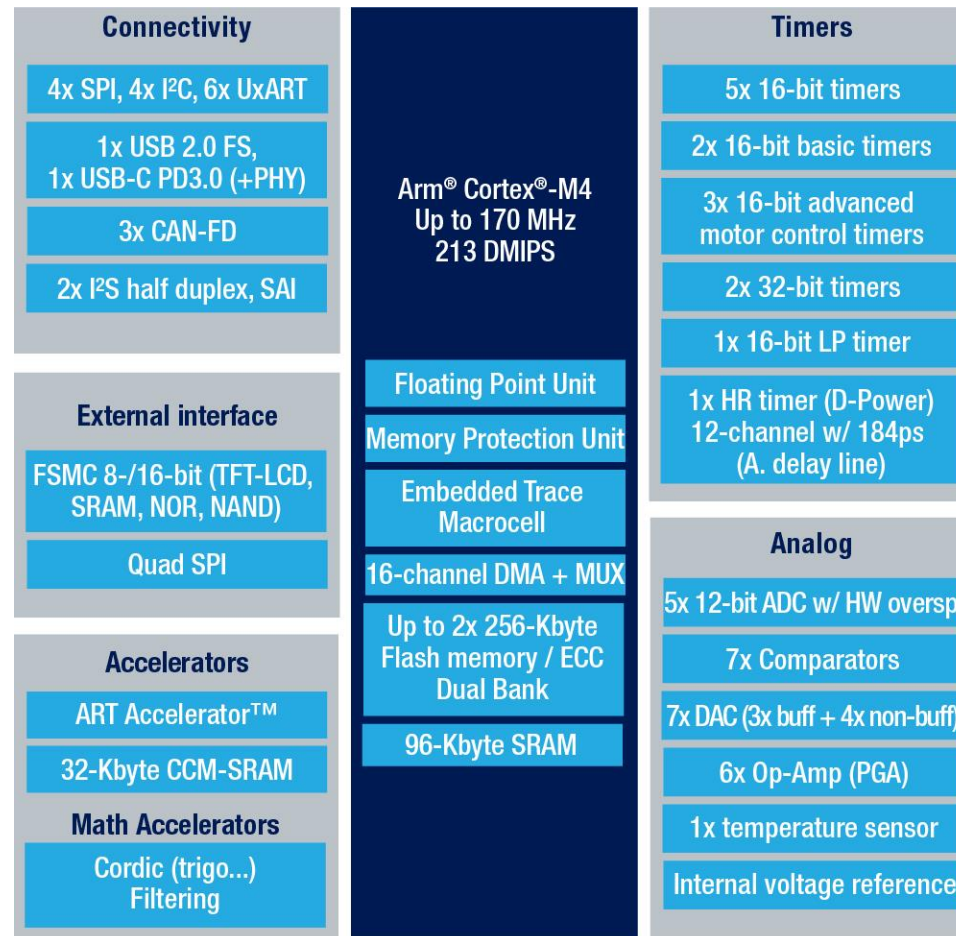 Connectivity
4x SPI, 4x I²C, 6x UxART
1x USB 2.0 FS,
1x USB-C PD3.0 (+PHY)
3x CAN-FD
2x I²S half duplex, SAI
External interface
FSMC 8-/16-bit (TFT-LCD,
SRAM, NOR, NAND)
Quad SPI
Accelerators
ART Accelerator™
32-Kbyte CCM-SRAM
Math Accelerators
Cordic (trigo...)
Filtering
Arm® Cortex®-M4
Up to 170 MHz
213 DMIPS
Floating Point Unit
Memory Protection Unit
Embedded Trace
Macrocell
16-channel DMA + MUX
Up to 2x 256-Kbyte
Flash memory / ECC
Dual Bank
96-Kbyte SRAM
Timers
5x 16-bit timers
2x 16-bit basic timers
3x 16-bit advanced
motor control timers
2x 32-bit timers
1x 16-bit LP timer
1x HR timer (D-Power)
12-channel w/ 184ps
(A. delay line)
Analog
5x 12-bit ADC w/ HW oversp
7x Comparators
7x DAC (3x buff + 4x non-buff)
6x Op-Amp (PGA)
1x temperature sensor
Internal voltage reference